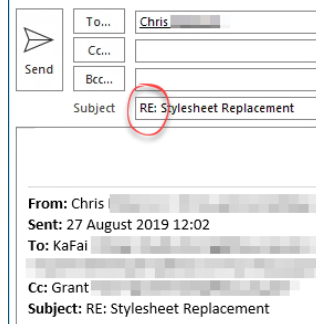 To...
Chris
Cc...
Send
Bcc...
Subject
RE: Stylesheet Replacement
From: Chris
Sent: 27 August 2019 12:02
To: KaFai
Cc: Grant
Subject: RE: Stylesheet Replacement